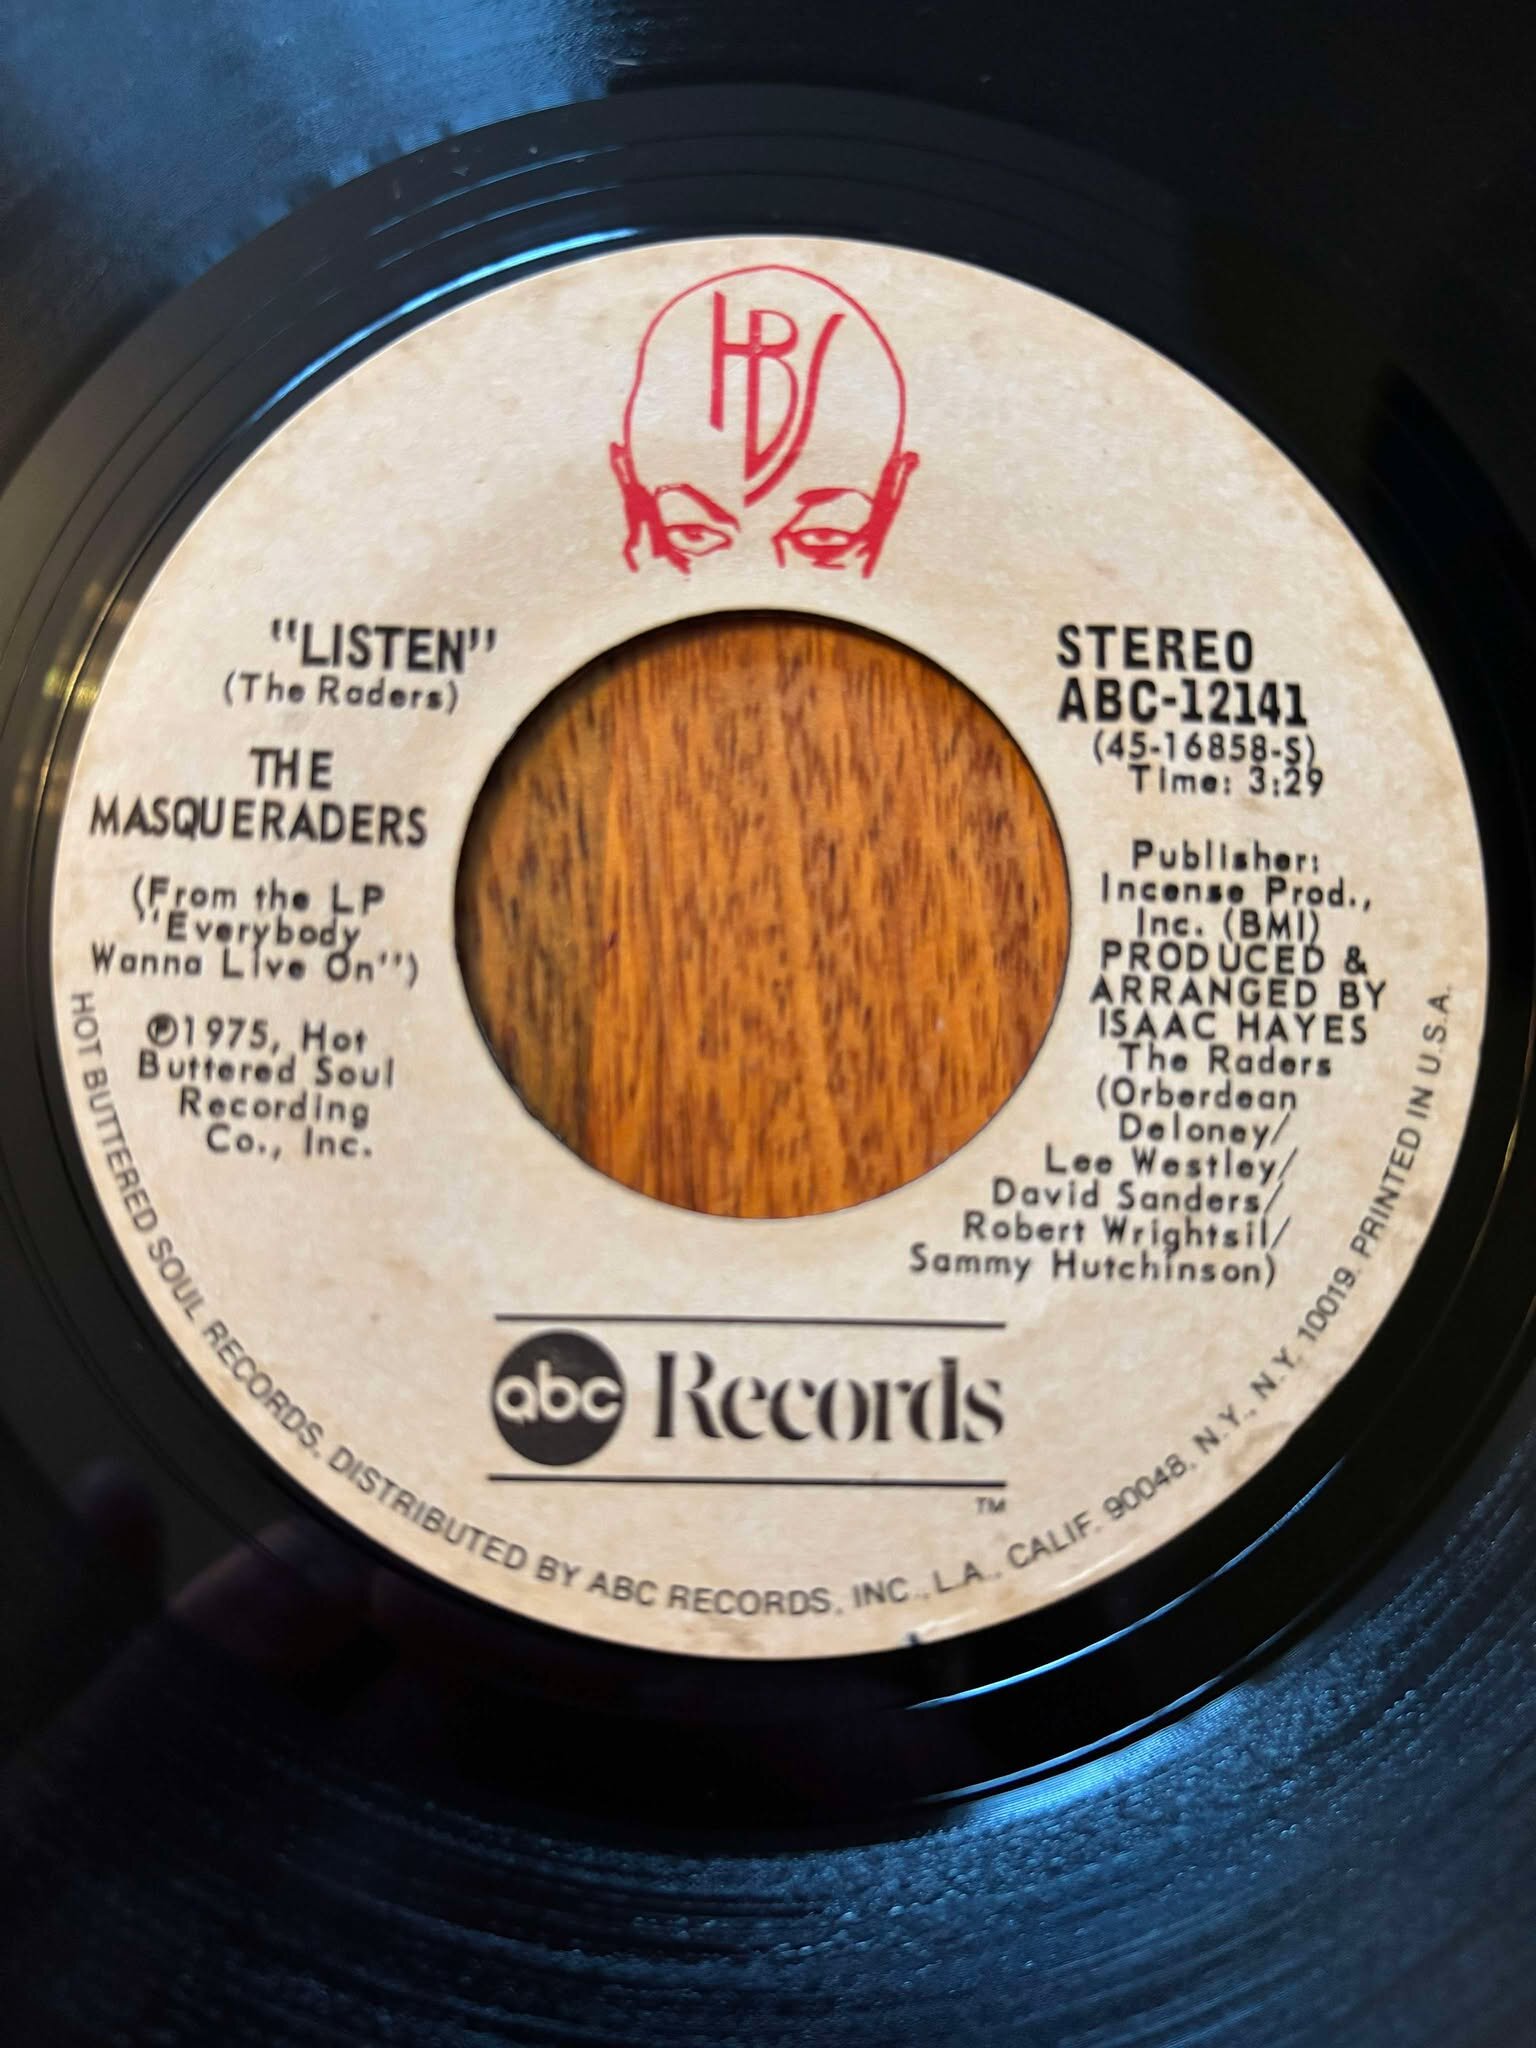 HBS
"LISTEN"
(The Raders)
THE
MASQUERADERS
(From the LP
"Everybody
Wanna Live On")
℗1975, Hot
Buttered Soul
Recording
Co., Inc.
STEREO
ABC-12141
(45-16858-S)
Time: 3:29
Publisher:
Incense Prod.,
Inc. (BMI)
PRODUCED &
ARRANGED BY
ISAAC HAYES
The Raders
(Orberdean
Deloney/
Lee Westley/
David Sanders/
Robert Wrightsil/
Sammy Hutchinson)
abc Records
TM
HOT BUTTERED SOUL RECORDS, DISTRIBUTED BY ABC RECORDS, INC., L.A., CALIF. 90048, N.Y., N.Y. 10019. PRINTED IN U.S.A.